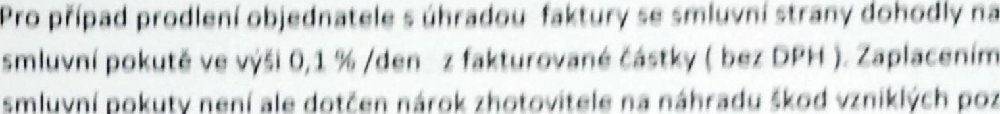 Pro případ prodlení objednatele s úhradou faktury se smluvní strany dohodly na
smluvní pokutě ve výši 0,1 % /den z fakturované částky ( bez DPH ). Zaplacením
smluvní pokuty není ale dotčen nárok zhotovitele na náhradu škod vzniklých poz